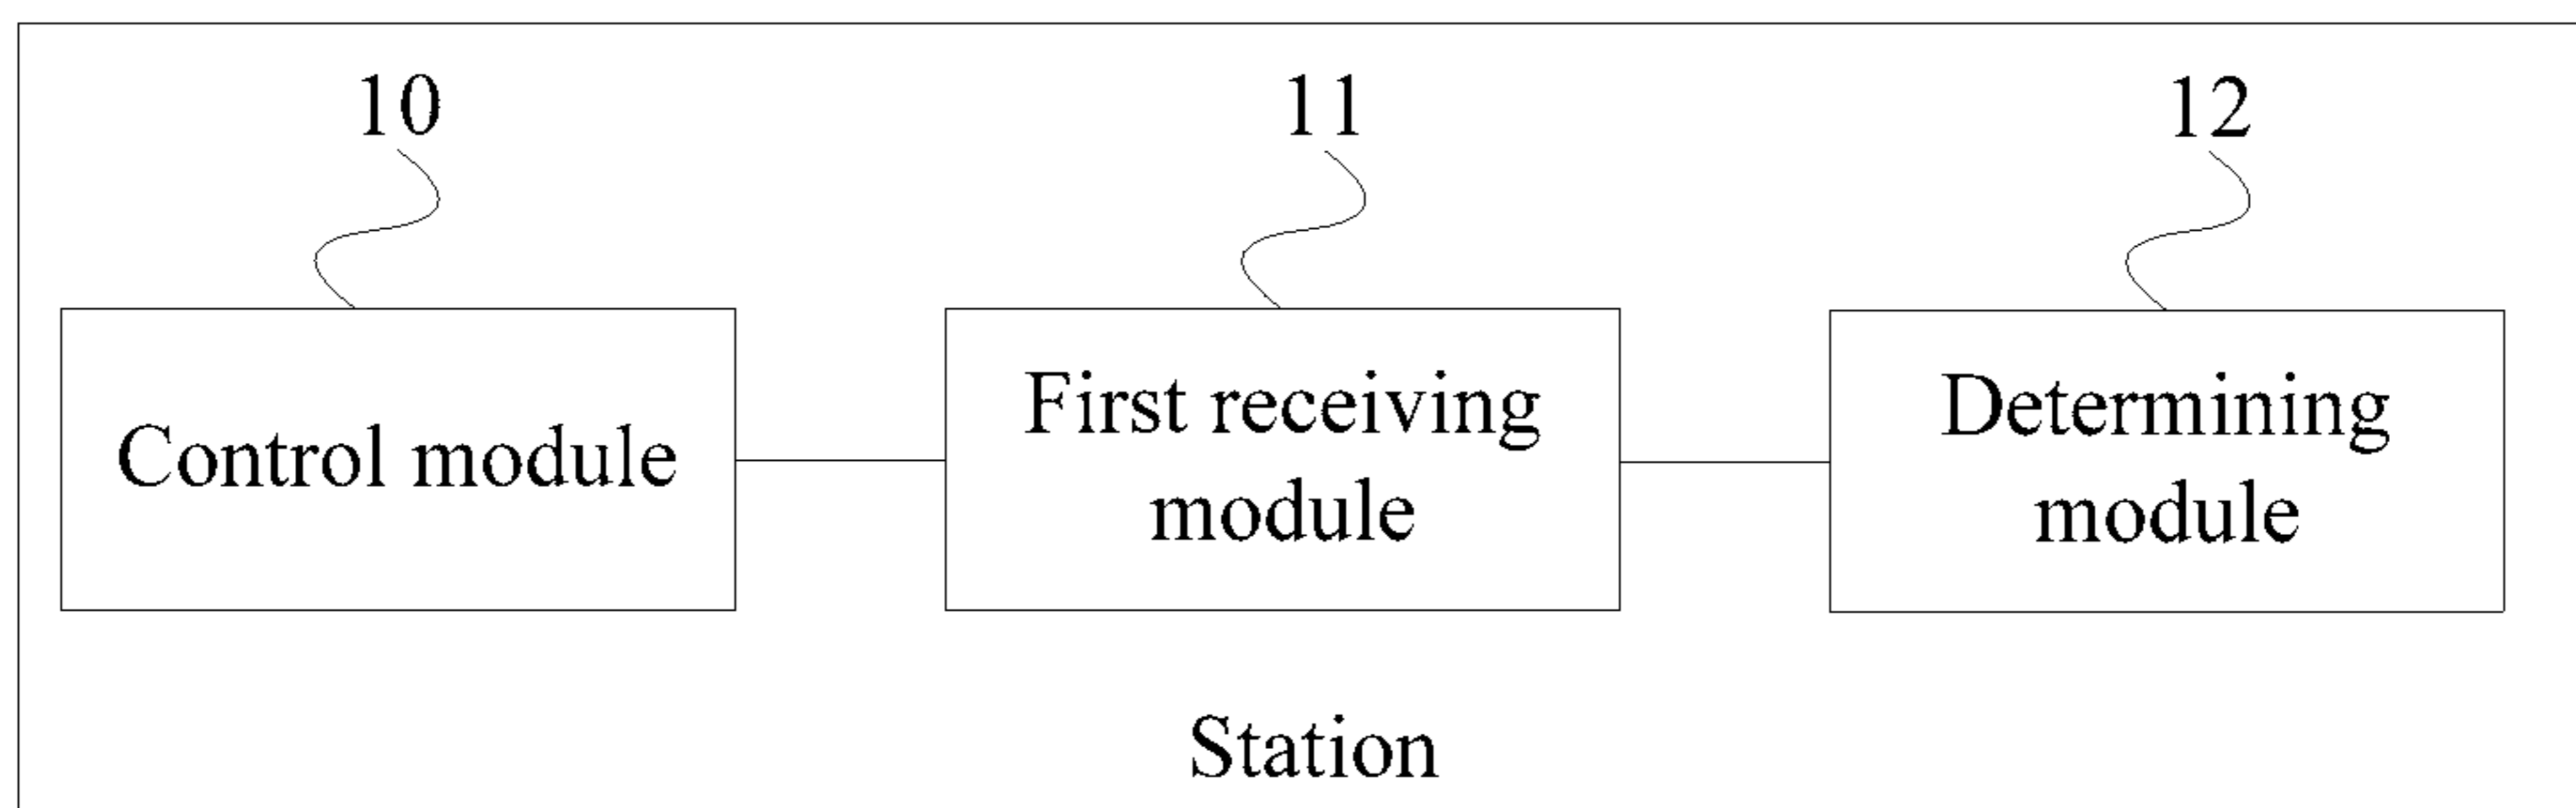 10
11
12
Control module
First receiving
module
Determining
module
Station